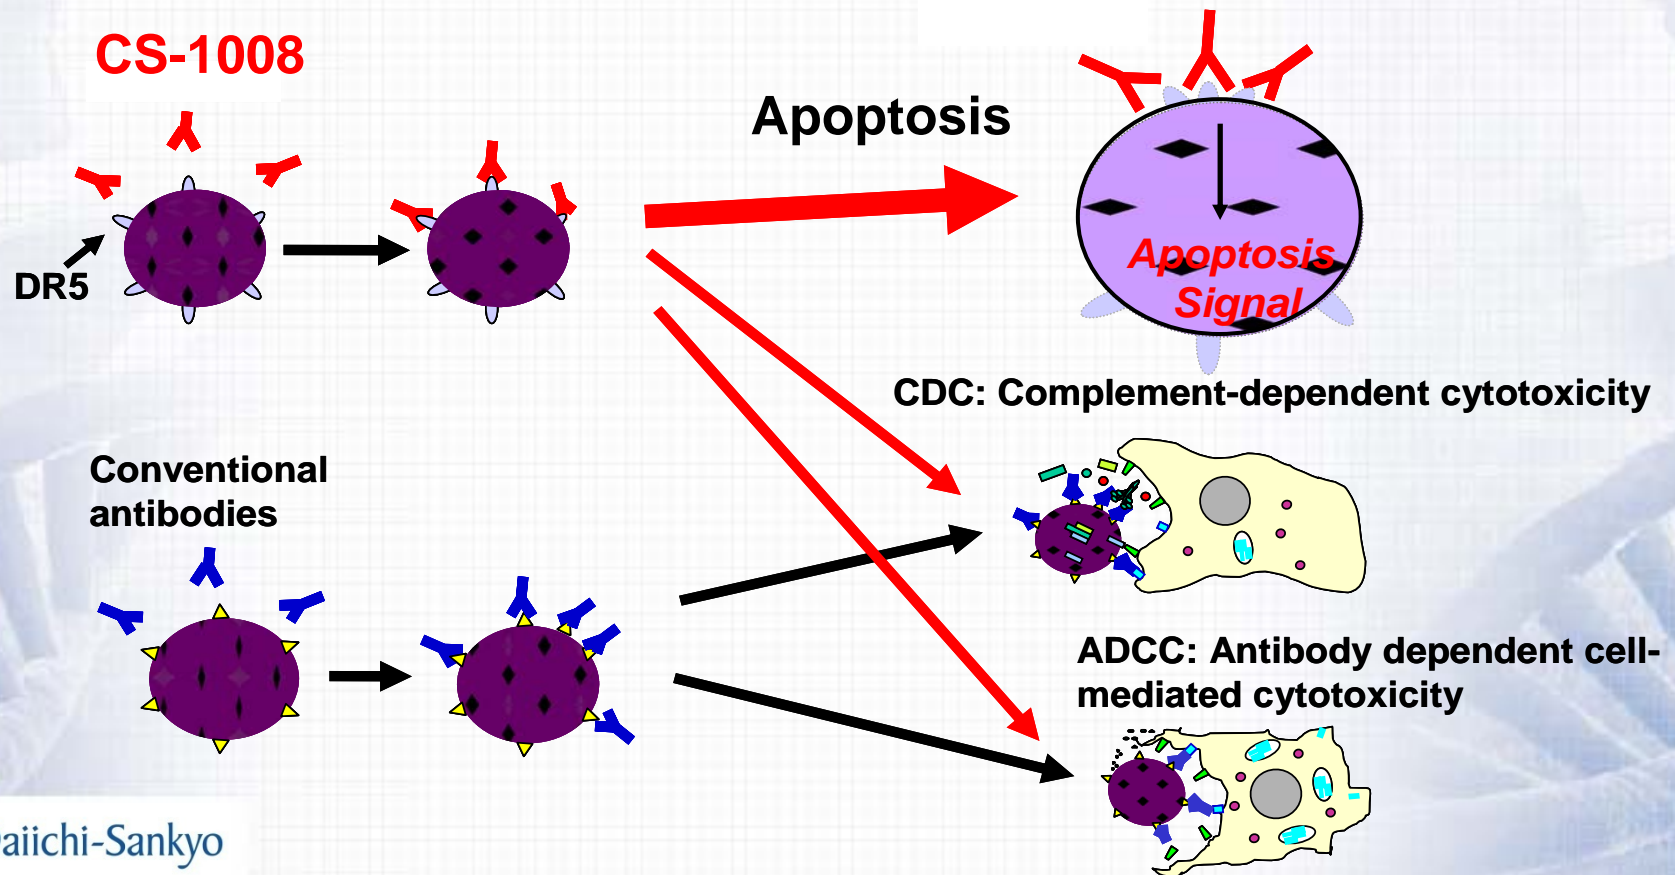 CS-1008
Apoptosis
DR5
Apoptosis
Signal
CDC: Complement-dependent cytotoxicity
Conventional
antibodies
ADCC: Antibody dependent cell-
mediated cytotoxicity
aiichi-Sankyo